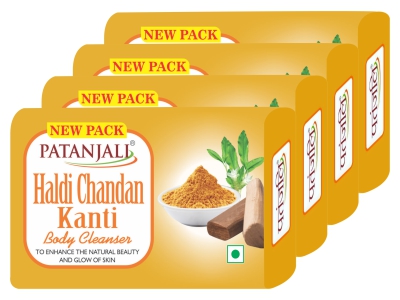 NEW PACK
NEW PACK
NEW PACK
NEW PACK
PATANJALI®
Haldi Chandan
Kanti
Body Cleanser
TO ENHANCE THE NATURAL BEAUTY
AND GLOW OF SKIN
पतंजलि
पतंजलि
पतंजलि
पतंजलि